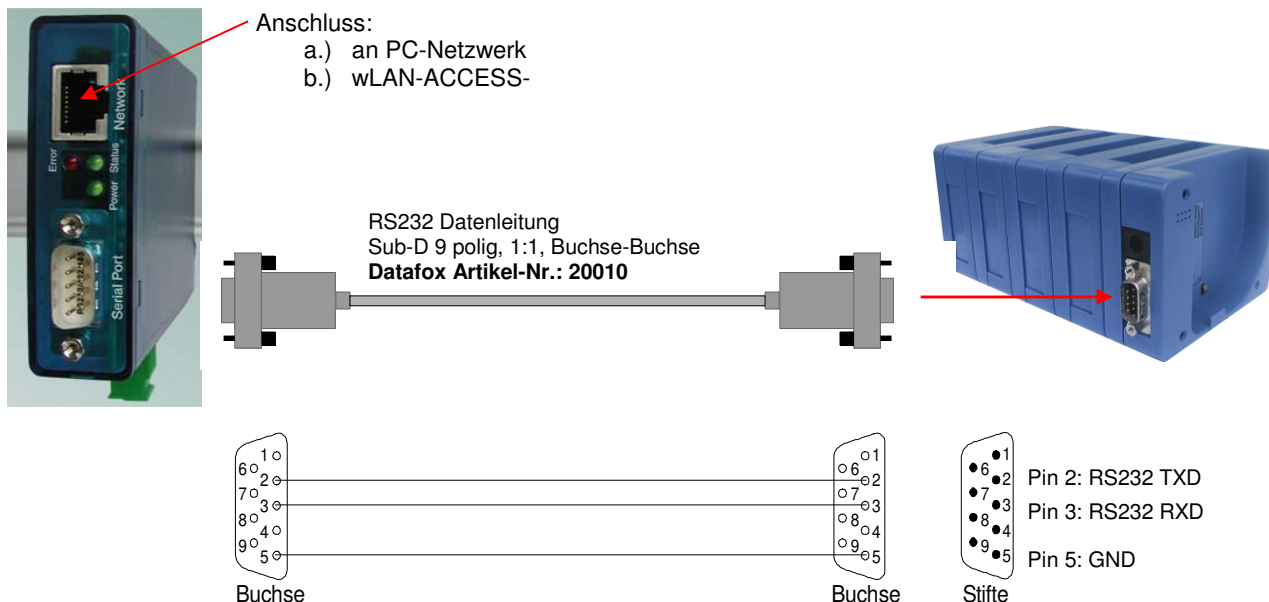 Anschluss:
a.) an PC-Netzwerk
b.) wLAN-ACCESS-
Network
Error
Status
Power
Serial Port
RS232 Datenleitung
Sub-D 9 polig, 1:1, Buchse-Buchse
Datafox Artikel-Nr.: 20010
1
6
2
7
3
8
4
9
5
Buchse
1
6
2
7
3
8
4
9
5
Buchse
1
6
2
7
3
8
4
9
5
Stifte
Pin 2: RS232 TXD
Pin 3: RS232 RXD
Pin 5: GND